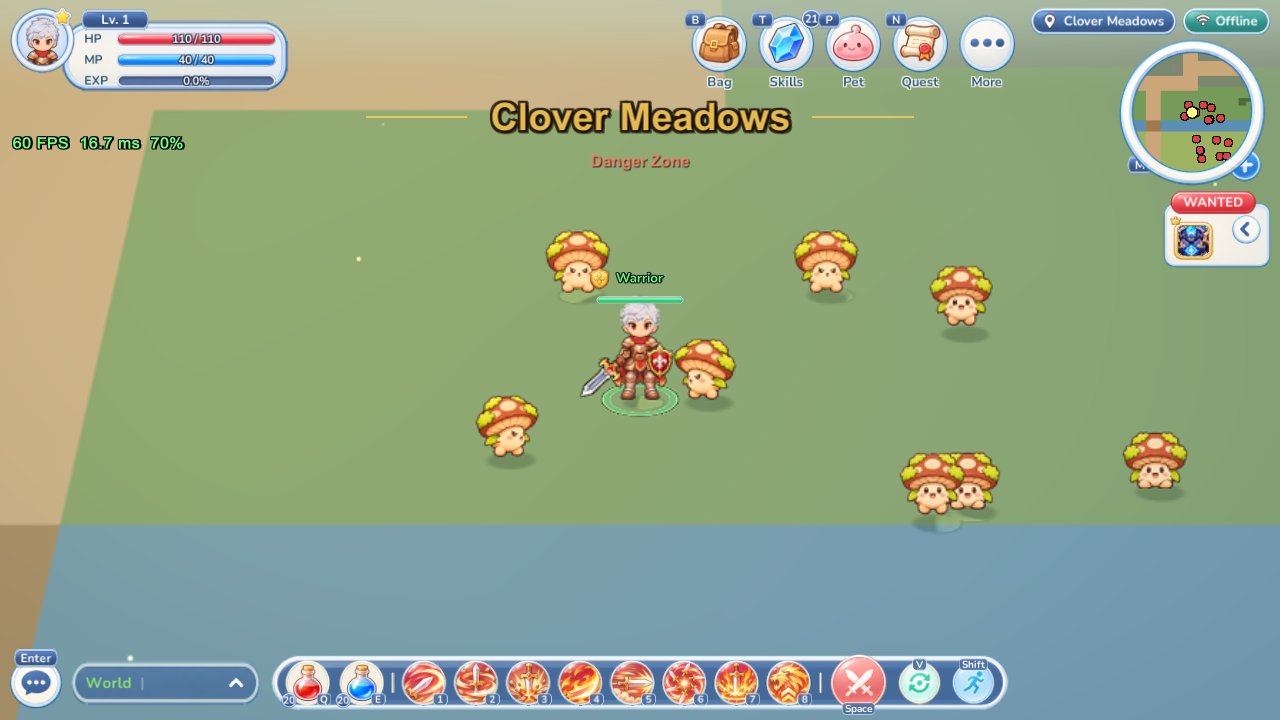 Lv. 1
HP 110 / 110
MP 40 / 40
EXP 0.0%
60 FPS 16.7 ms 70%
B
Bag
T
21
Skills
P
Pet
N
Quest
More
Clover Meadows
Offline
Clover Meadows
Danger Zone
M
WANTED
Warrior
Enter
World
20 Q
20 E
1
2
3
4
5
6
7
8
Space
V
Shift